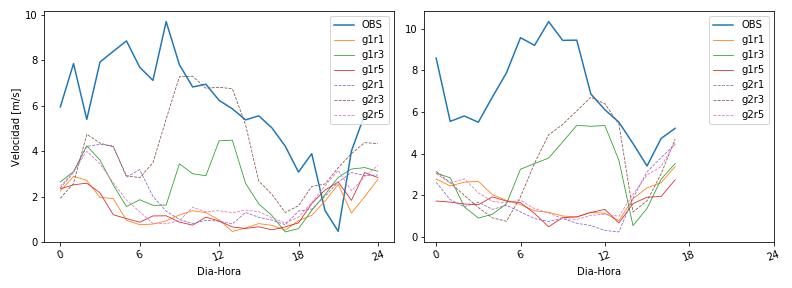 10
8
6
4
2
0
Velocidad [m/s]
0
6
12
18
24
Dia-Hora
OBS
g1r1
g1r3
g1r5
g2r1
g2r3
g2r5
10
8
6
4
2
0
0
6
12
18
24
Dia-Hora
OBS
g1r1
g1r3
g1r5
g2r1
g2r3
g2r5